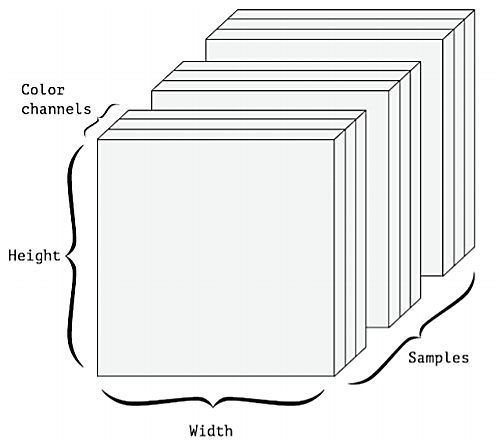 Color
channels
Height
Samples
Width